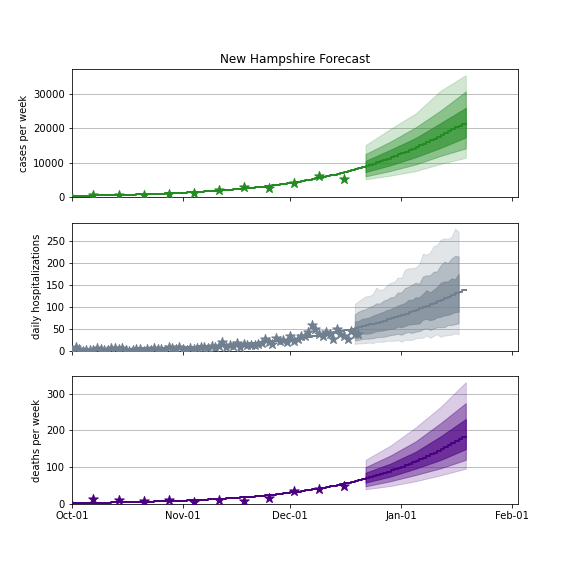 New Hampshire Forecast
cases per week
30000
20000
10000
0
daily hospitalizations
250
200
150
100
50
0
deaths per week
300
200
100
0
Oct-01 Nov-01 Dec-01 Jan-01 Feb-01